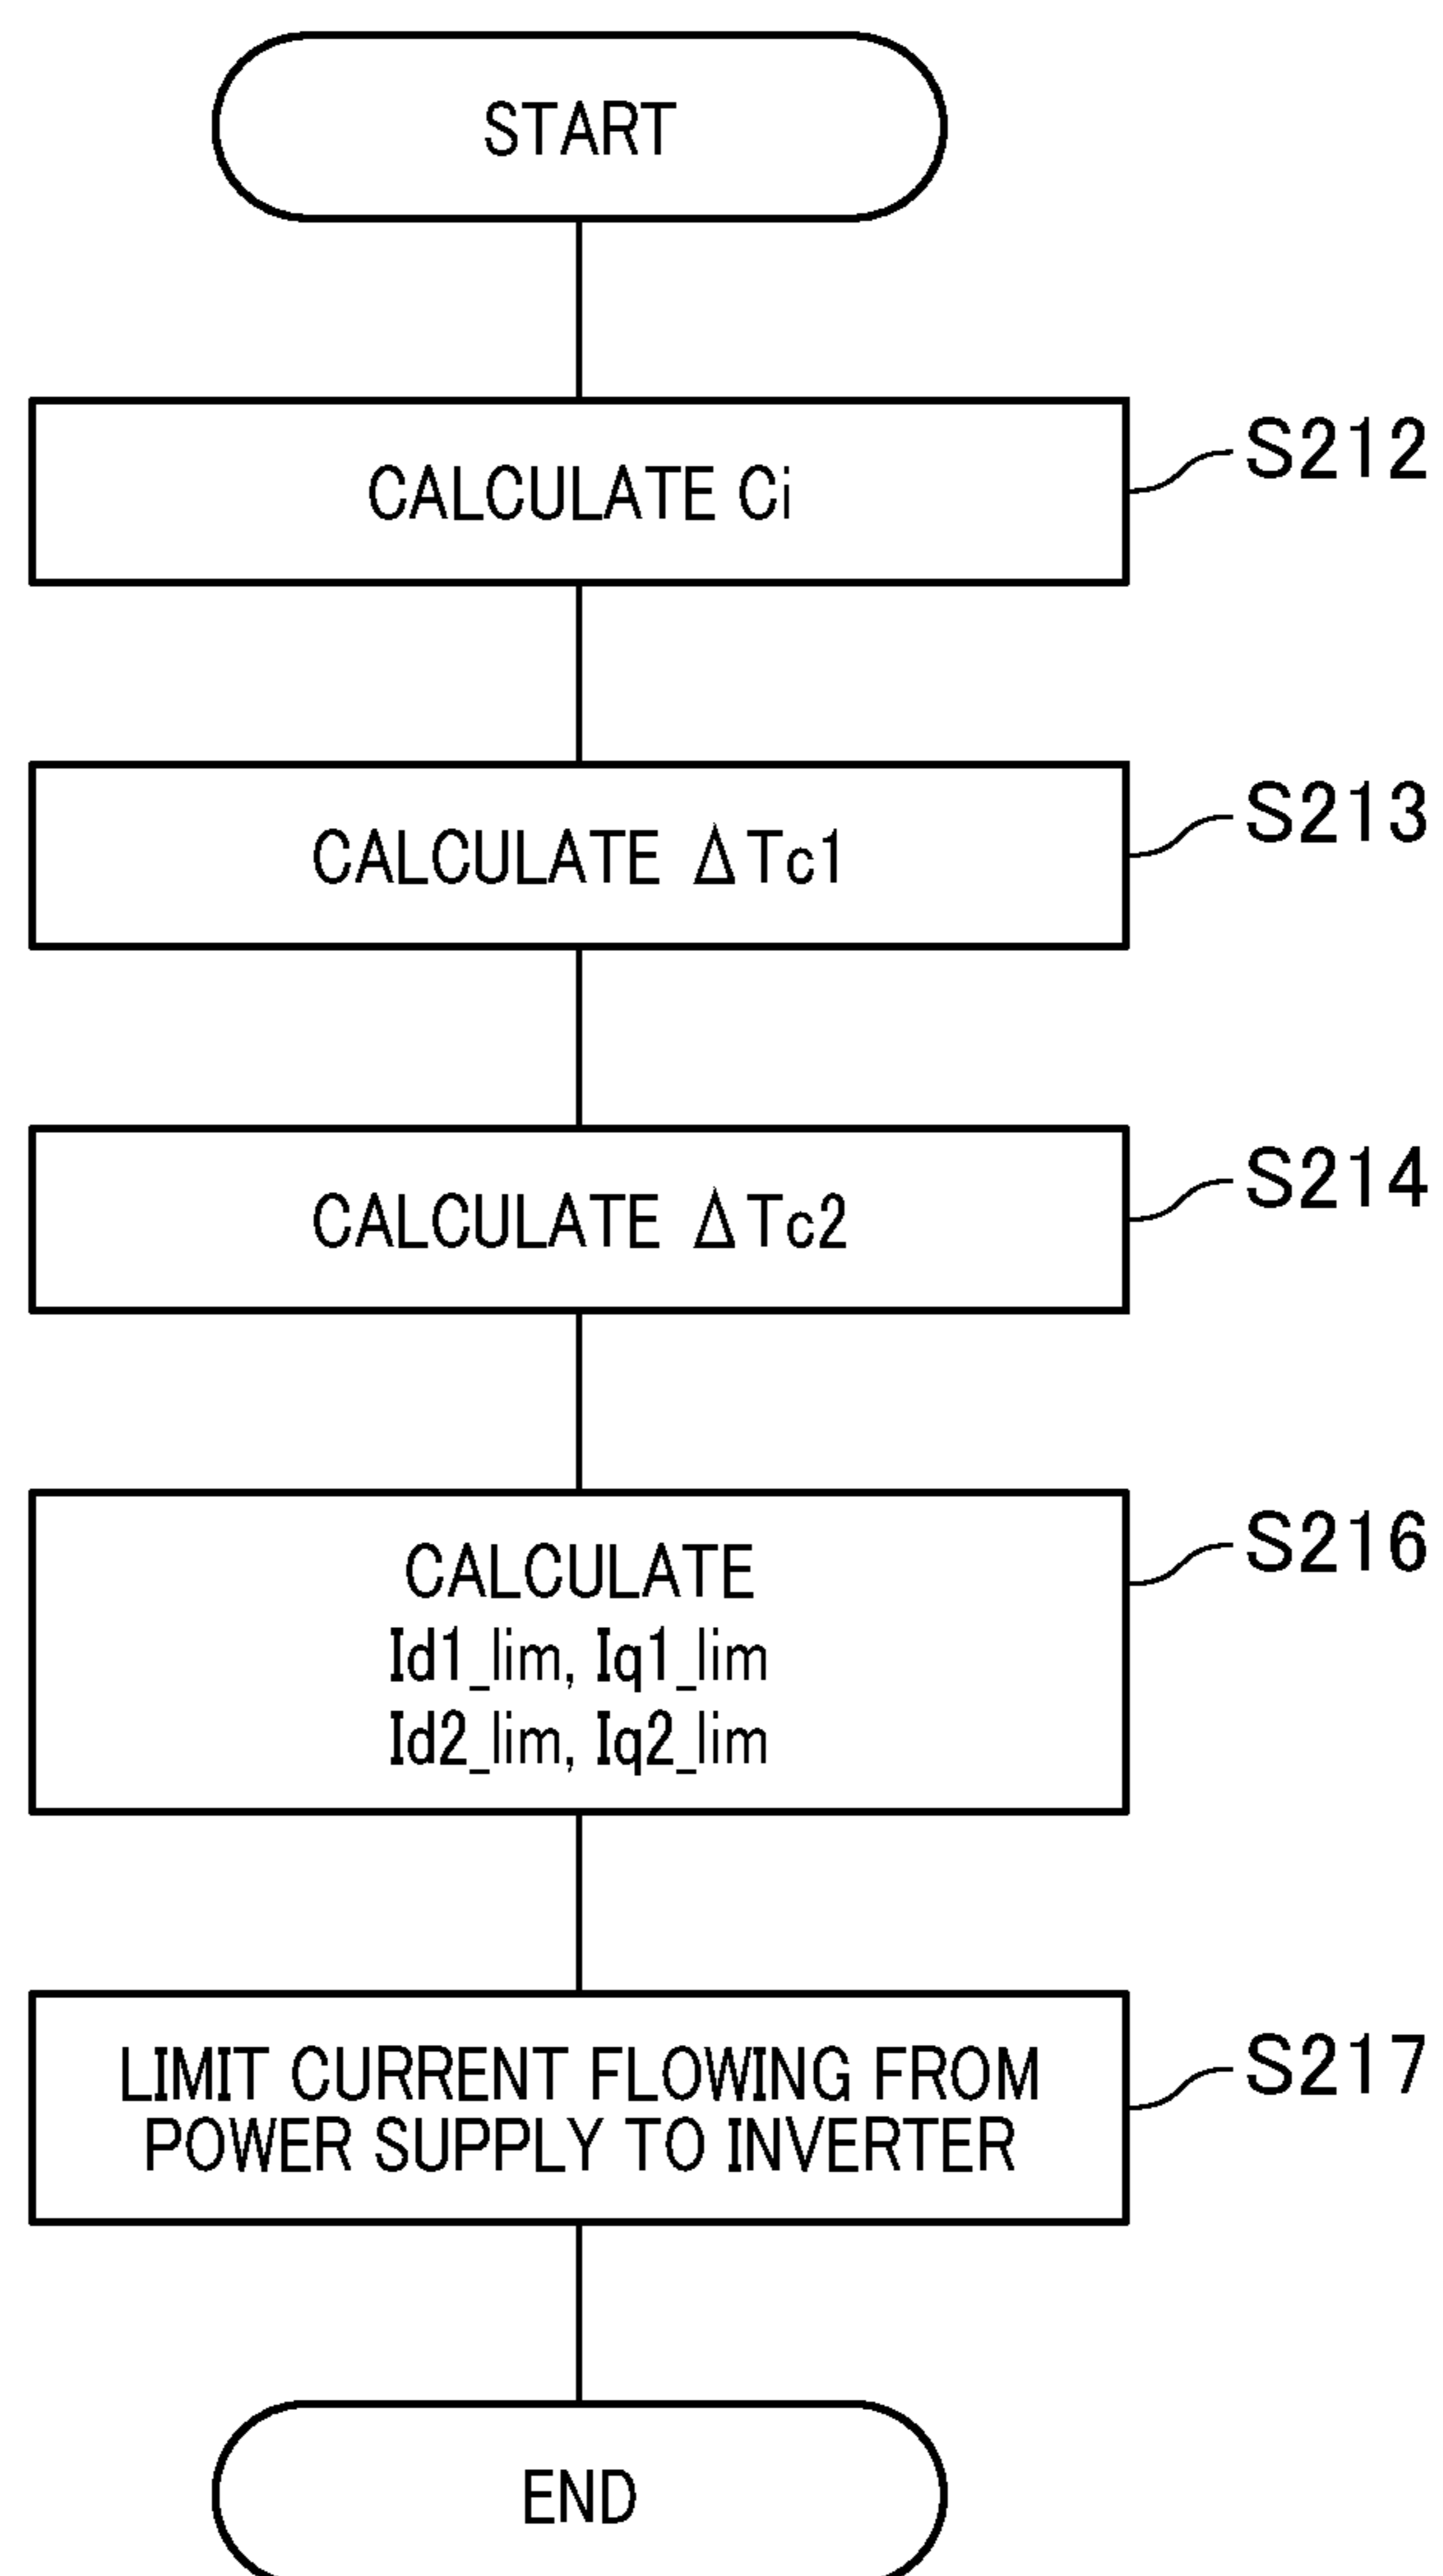 START
CALCULATE Ci
S212
CALCULATE ΔTc1
S213
CALCULATE ΔTc2
S214
CALCULATE
Id1_lim, Iq1_lim
Id2_lim, Iq2_lim
S216
LIMIT CURRENT FLOWING FROM
POWER SUPPLY TO INVERTER
S217
END